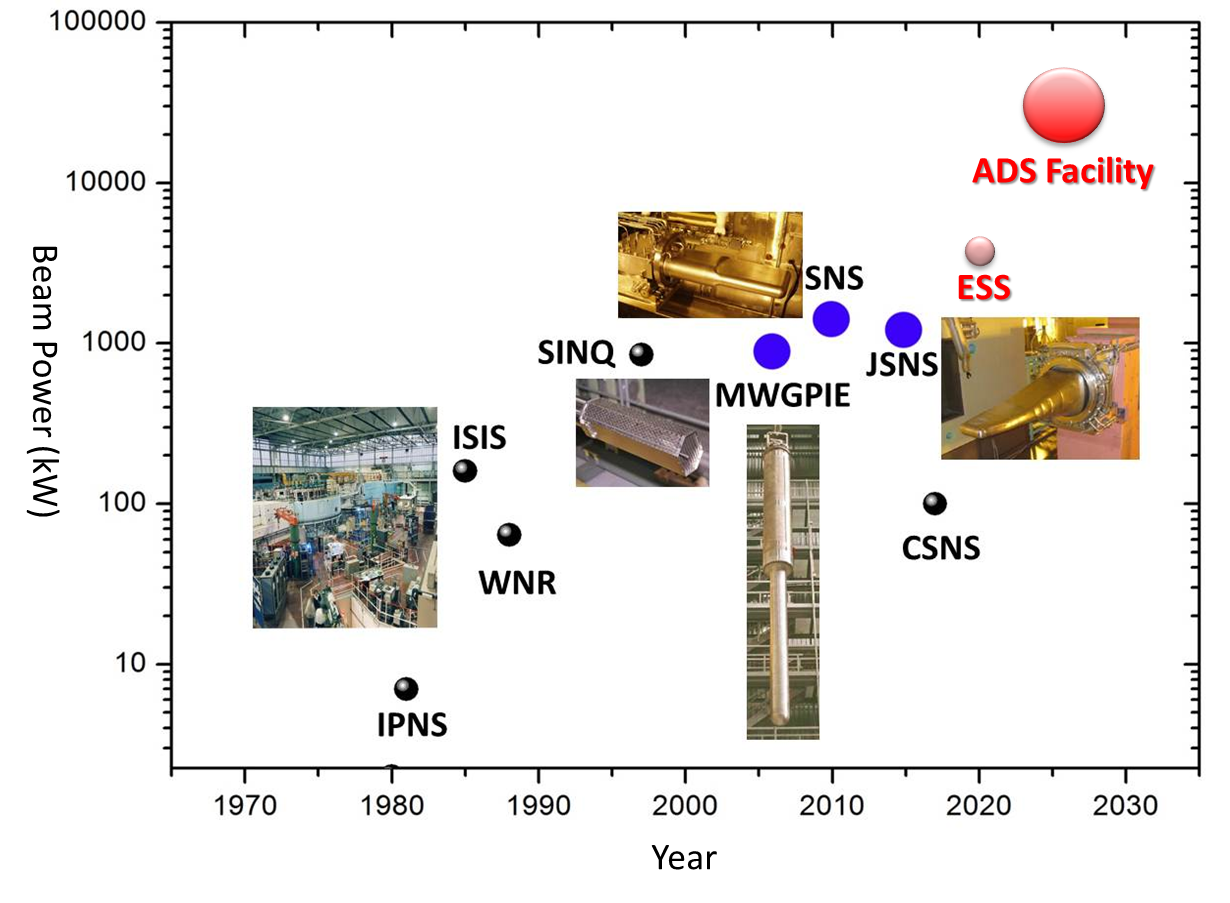 100000
10000
1000
100
10
Beam Power (kW)
ADS Facility
ESS
SNS
SINQ
JSNS
MWGPIE
ISIS
CSNS
WNR
IPNS
1970 1980 1990 2000 2010 2020 2030
Year